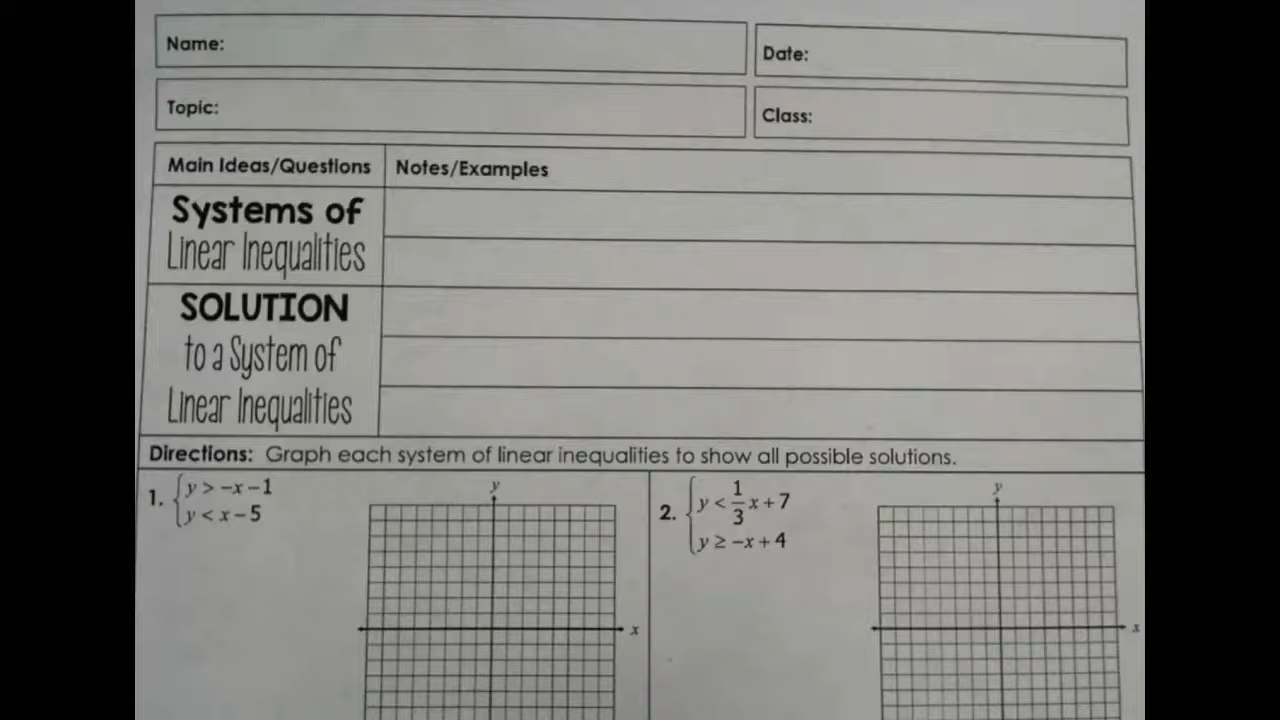 Name:
Date:
Topic:
Class:
Main Ideas/Questions
Notes/Examples
Systems of
Linear Inequalities
SOLUTION
to a System of
Linear Inequalities
Directions: Graph each system of linear inequalities to show all possible solutions.
1. { y > -x - 1
y < x - 5
y
x
2. { y < 1/3 x + 7
y ≥ -x + 4
y
x